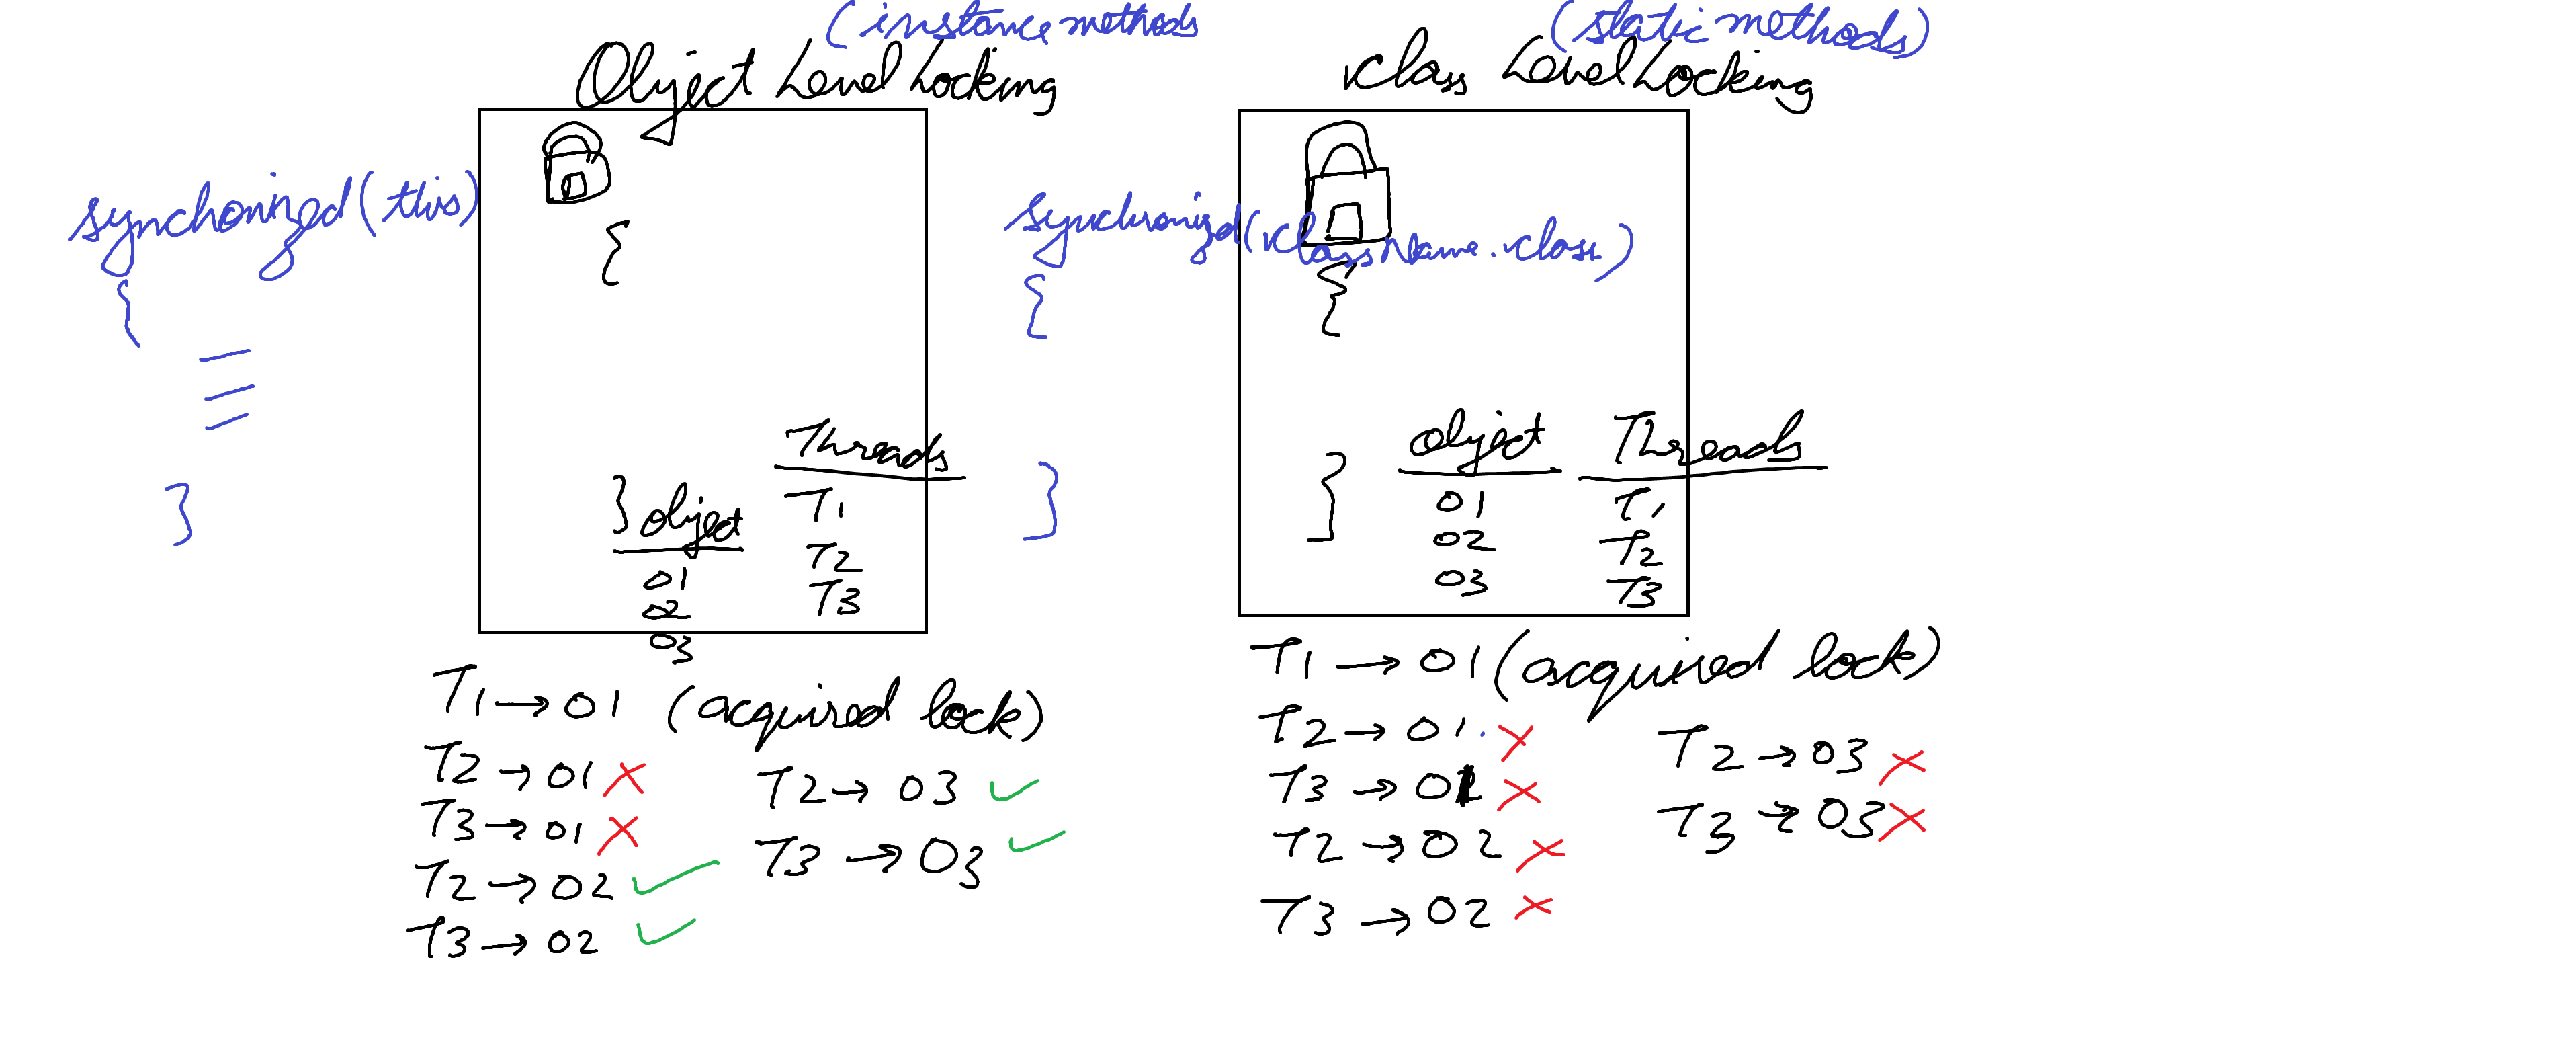 (instance methods
Object Level Locking
synchonized(this)
{
}
{
Threads
T1
T2
T3
} object
01
02
03
T1 → 01 (acquired lock)
T2 → 01 ✗
T3 → 01 ✗
T2 → 02 ✓
T3 → 02 ✓
T2 → 03 ✓
T3 → 03 ✓
(static methods)
Class Level Locking
synchronized(ClassName.class)
{
}
{
}
object Threads
01 T1
02 T2
03 T3
T1 → 01 (acquired lock)
T2 → 01 ✗
T3 → 01 ✗
T2 → 02 ✗
T3 → 02 ✗
T2 → 03 ✗
T3 → 03 ✗